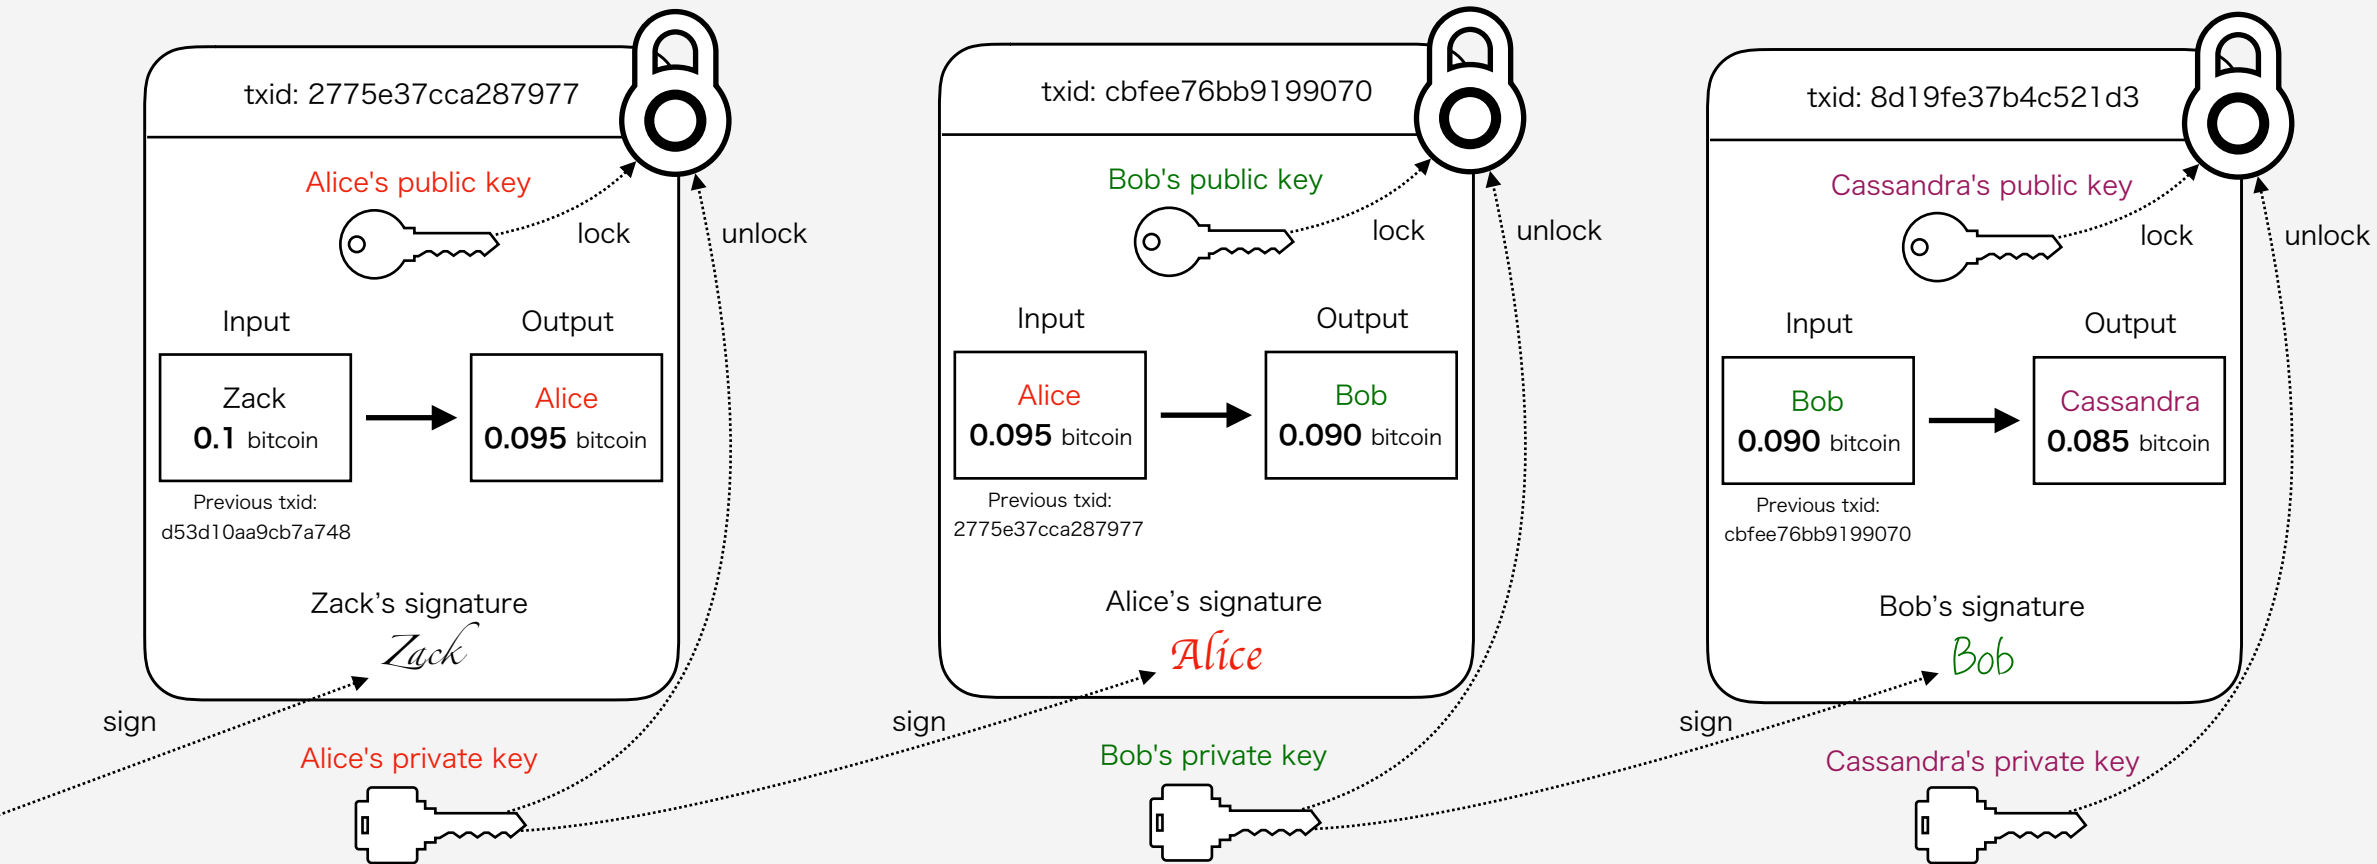 txid: 2775e37cca287977
Alice's public key
lock
unlock
Input
Output
Zack
0.1 bitcoin
Alice
0.095 bitcoin
Previous txid:
d53d10aa9cb7a748
Zack’s signature
Zack
sign
Alice's private key
txid: cbfee76bb9199070
Bob's public key
lock
unlock
Input
Output
Alice
0.095 bitcoin
Bob
0.090 bitcoin
Previous txid:
2775e37cca287977
Alice’s signature
Alice
sign
Bob's private key
txid: 8d19fe37b4c521d3
Cassandra's public key
lock
unlock
Input
Output
Bob
0.090 bitcoin
Cassandra
0.085 bitcoin
Previous txid:
cbfee76bb9199070
Bob’s signature
Bob
sign
Cassandra's private key